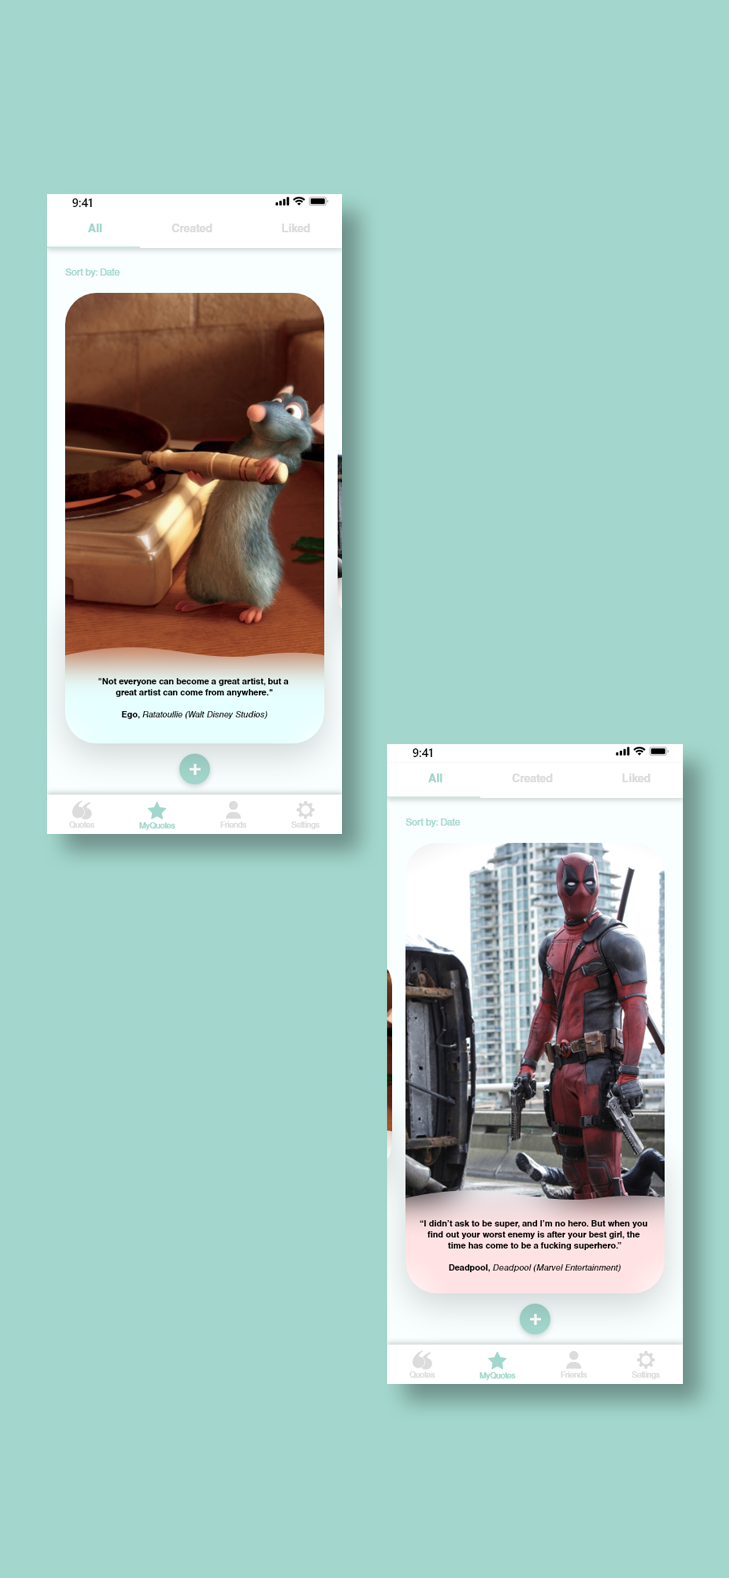 9:41
All Created Liked
Sort by: Date
"Not everyone can become a great artist, but a
great artist can come from anywhere."
Ego, Ratatoullie (Walt Disney Studios)
+
Quotes MyQuotes Friends Settings
9:41
All Created Liked
Sort by: Date
“I didn’t ask to be super, and I’m no hero. But when you
find out your worst enemy is after your best girl, the
time has come to be a fucking superhero.”
Deadpool, Deadpool (Marvel Entertainment)
+
Quotes MyQuotes Friends Settings